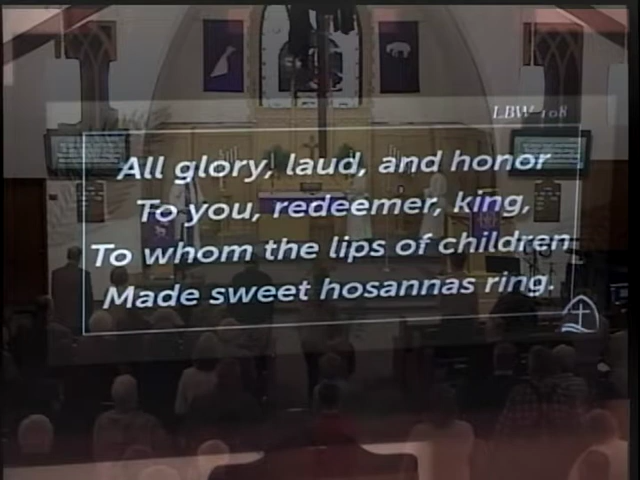 LBW 108
All glory, laud, and honor
To you, redeemer, king,
To whom the lips of children
Made sweet hosannas ring.